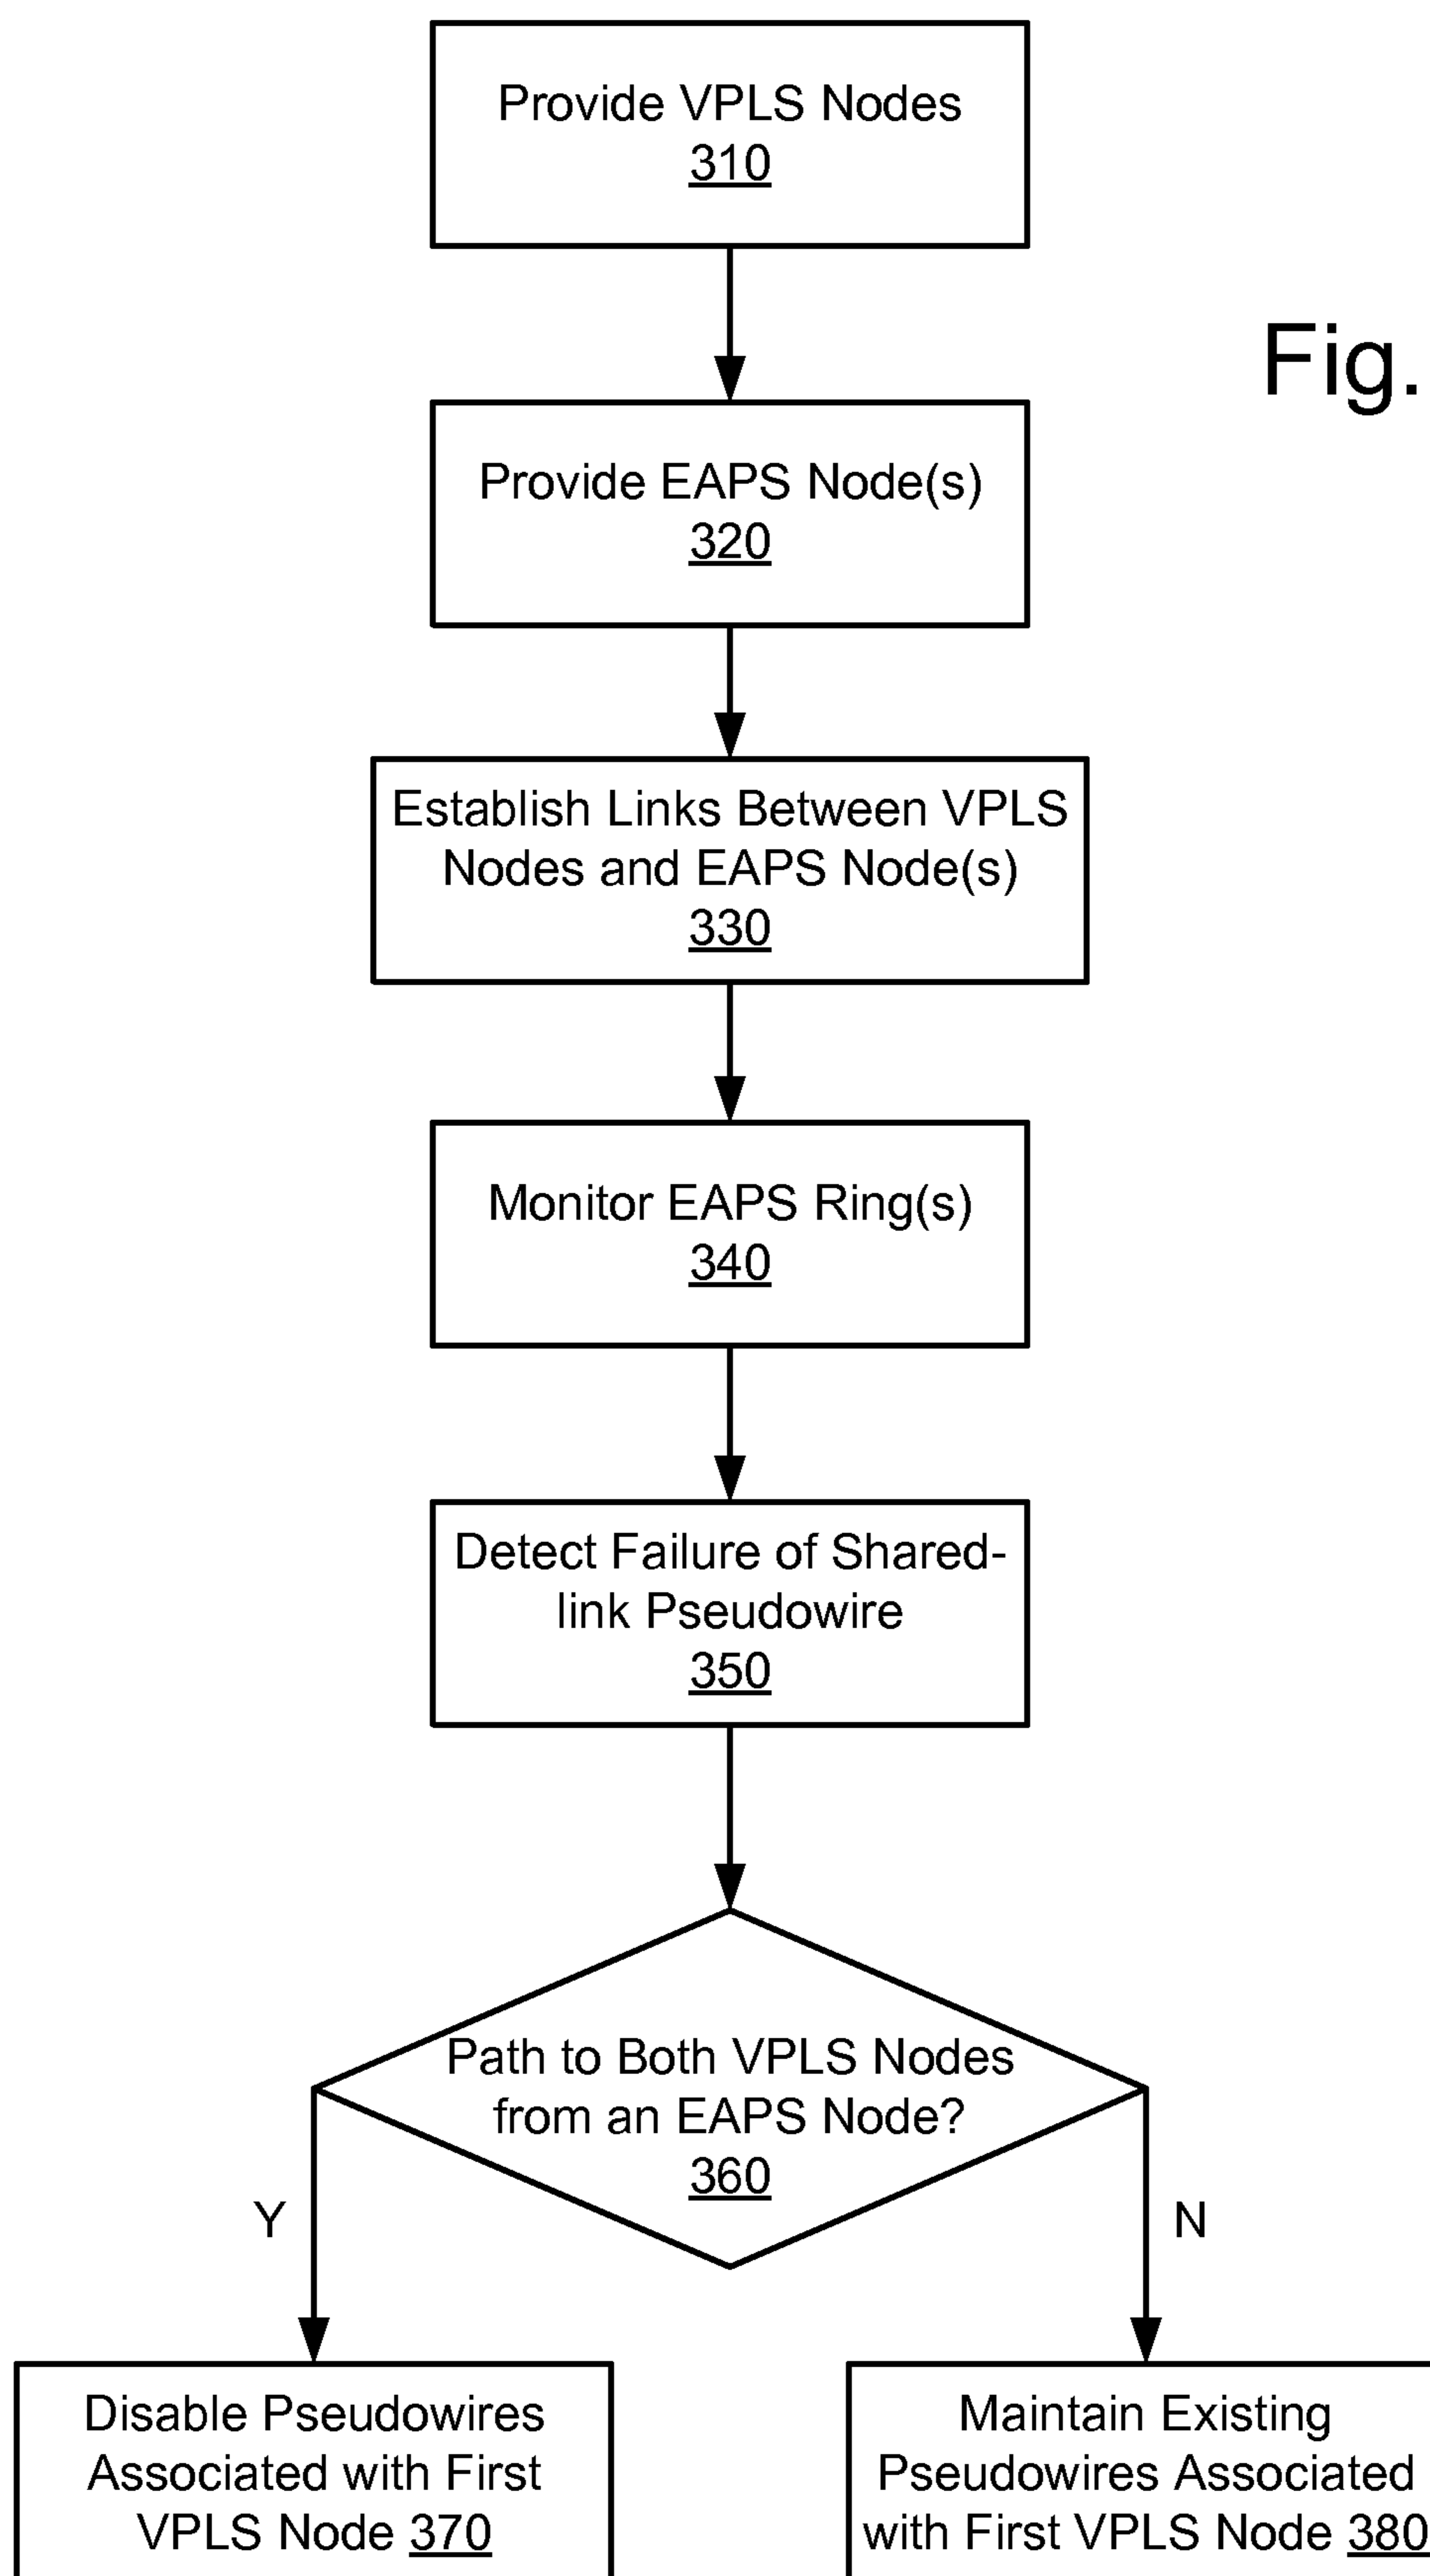 Provide VPLS Nodes
310
Fig.
Provide EAPS Node(s)
320
Establish Links Between VPLS
Nodes and EAPS Node(s)
330
Monitor EAPS Ring(s)
340
Detect Failure of Shared-
link Pseudowire
350
Path to Both VPLS Nodes
from an EAPS Node?
360
Y
N
Disable Pseudowires
Associated with First
VPLS Node 370
Maintain Existing
Pseudowires Associated
with First VPLS Node 380